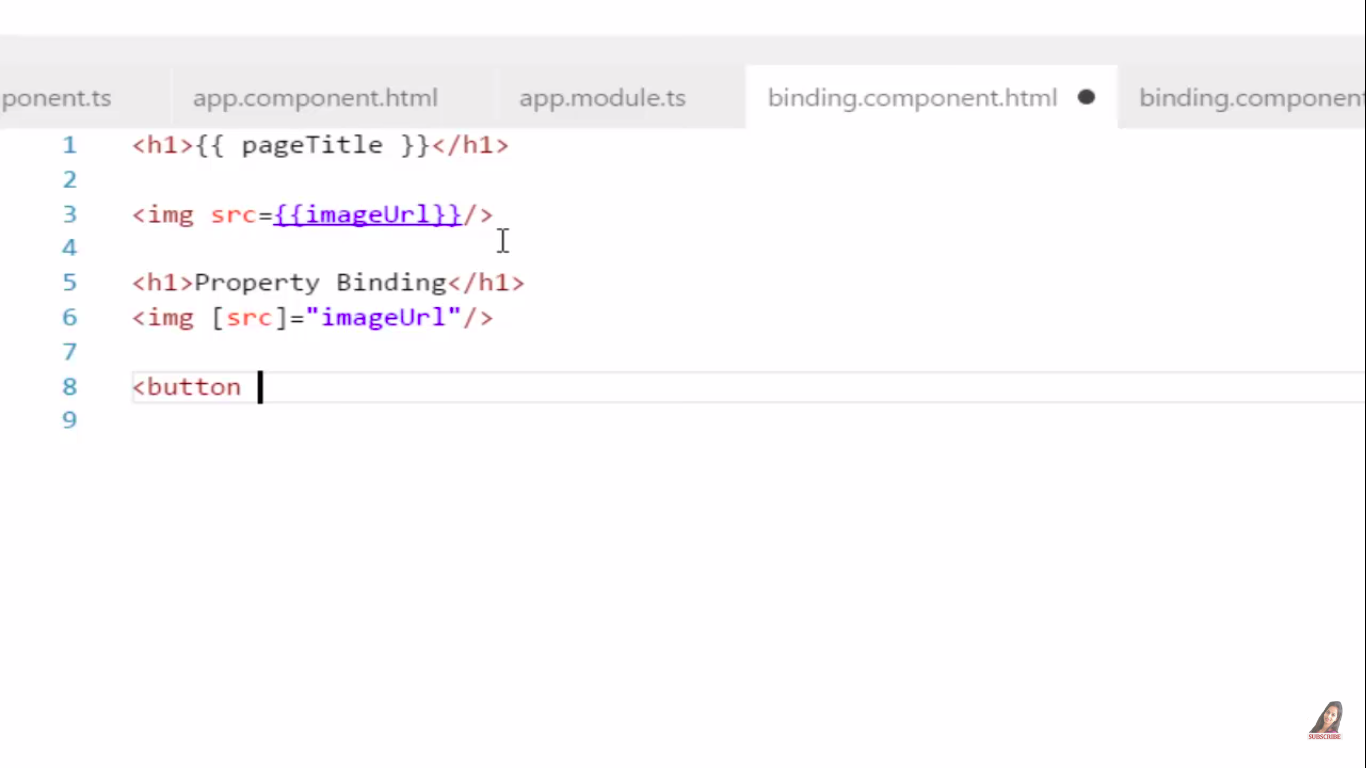 ponent.ts app.component.html app.module.ts binding.component.html binding.component
1 <h1>{{ pageTitle }}</h1>
2
3 <img src={{imageUrl}}/>
4
5 <h1>Property Binding</h1>
6 <img [src]="imageUrl"/>
7
8 <button
9
SUBSCRIBE